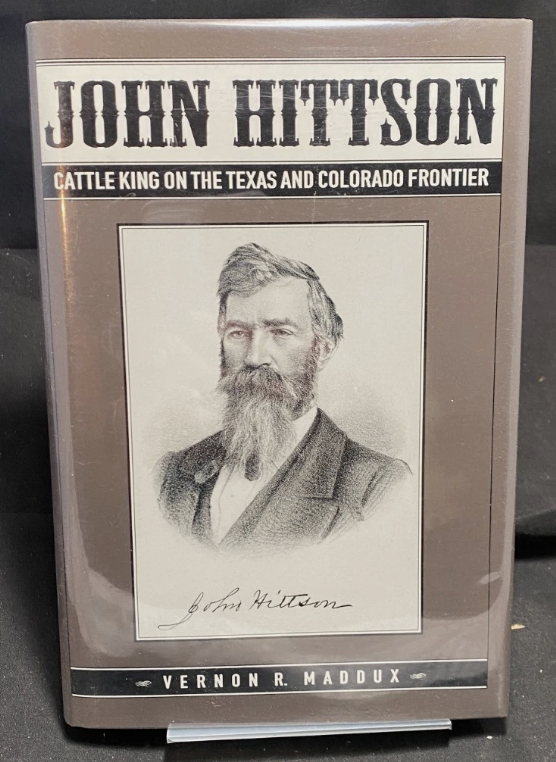 JOHN HITTSON
CATTLE KING ON THE TEXAS AND COLORADO FRONTIER
John Hittson
VERNON R. MADDUX